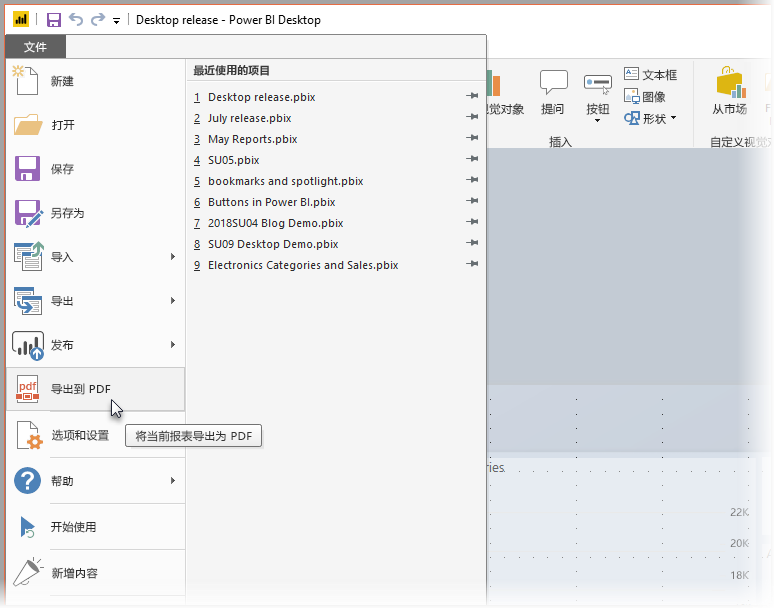 Desktop release - Power BI Desktop
文件
新建
打开
保存
另存为
导入
导出
发布
pdf
导出到 PDF
将当前报表导出为 PDF
选项和设置
帮助
开始使用
新增内容
最近使用的项目
1 Desktop release.pbix
2 July release.pbix
3 May Reports.pbix
4 SU05.pbix
5 bookmarks and spotlight.pbix
6 Buttons in Power BI.pbix
7 2018SU04 Blog Demo.pbix
8 SU09 Desktop Demo.pbix
9 Electronics Categories and Sales.pbix
觉对象
提问
按钮
文本框
图像
形状
插入
从市场
自定义视觉
ries
22K
20K
18K